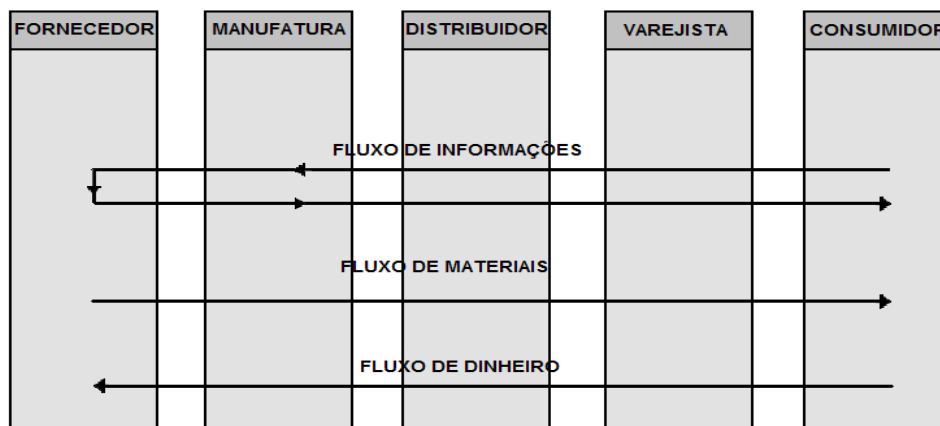 FORNECEDOR
MANUFATURA
DISTRIBUIDOR
VAREJISTA
CONSUMIDOR
FLUXO DE INFORMAÇÕES
FLUXO DE MATERIAIS
FLUXO DE DINHEIRO